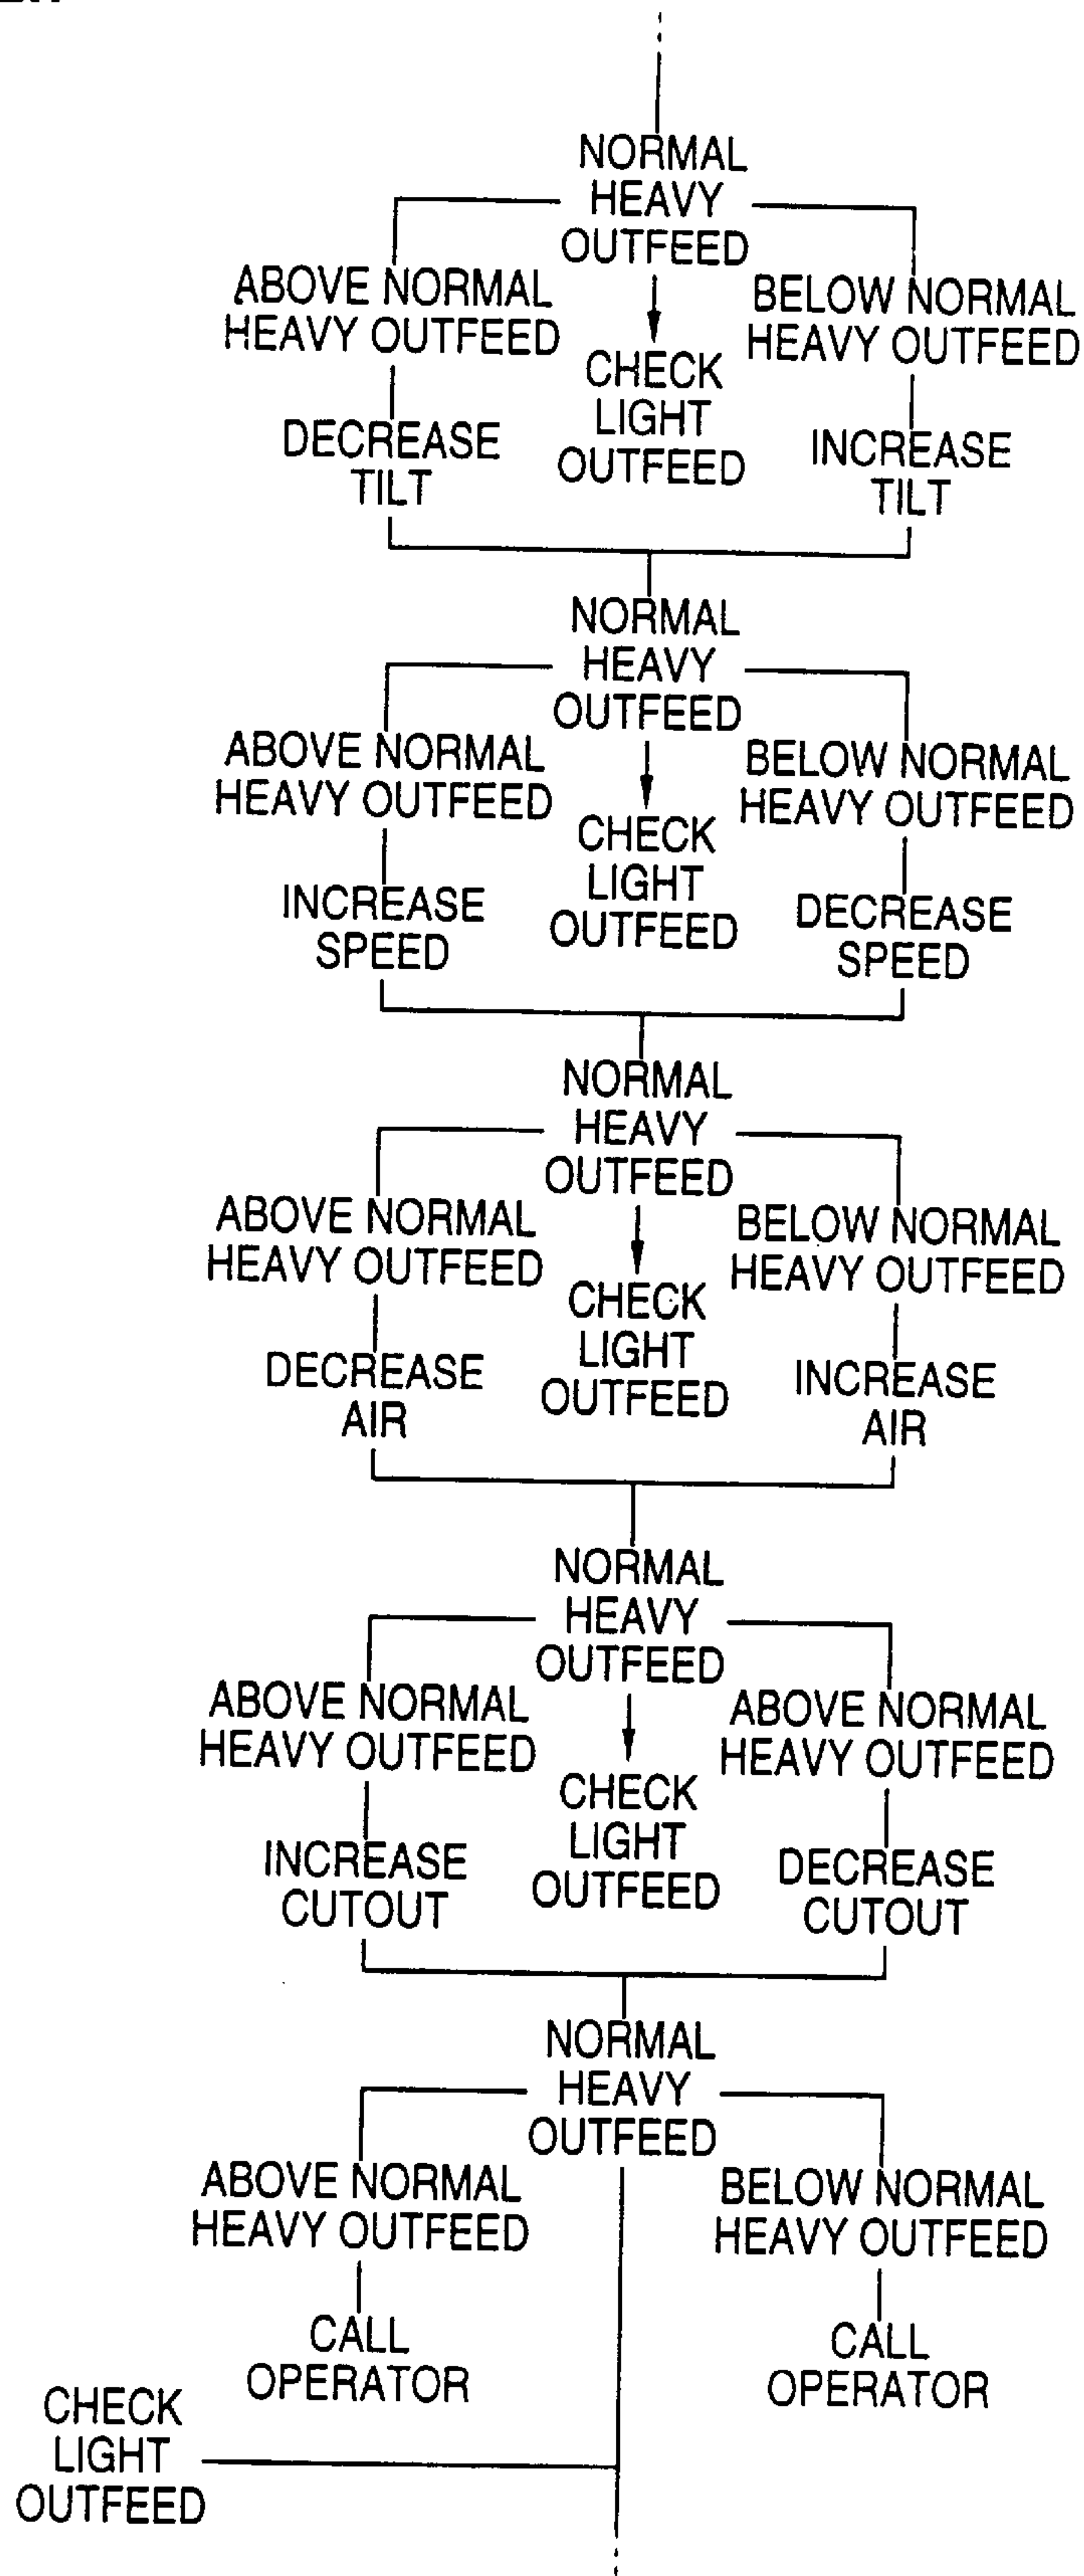 NORMAL
HEAVY
OUTFEED
ABOVE NORMAL
HEAVY OUTFEED
CHECK
LIGHT
OUTFEED
BELOW NORMAL
HEAVY OUTFEED
DECREASE
TILT
INCREASE
TILT
NORMAL
HEAVY
OUTFEED
ABOVE NORMAL
HEAVY OUTFEED
CHECK
LIGHT
OUTFEED
BELOW NORMAL
HEAVY OUTFEED
INCREASE
SPEED
DECREASE
SPEED
NORMAL
HEAVY
OUTFEED
ABOVE NORMAL
HEAVY OUTFEED
CHECK
LIGHT
OUTFEED
BELOW NORMAL
HEAVY OUTFEED
DECREASE
AIR
INCREASE
AIR
NORMAL
HEAVY
OUTFEED
ABOVE NORMAL
HEAVY OUTFEED
CHECK
LIGHT
OUTFEED
ABOVE NORMAL
HEAVY OUTFEED
INCREASE
CUTOUT
DECREASE
CUTOUT
NORMAL
HEAVY
OUTFEED
ABOVE NORMAL
HEAVY OUTFEED
BELOW NORMAL
HEAVY OUTFEED
CALL
OPERATOR
CALL
OPERATOR
CHECK
LIGHT
OUTFEED